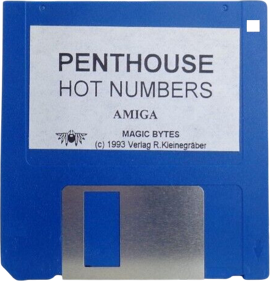 PENTHOUSE
HOT NUMBERS
AMIGA
MAGIC BYTES
(c) 1993 Verlag R.Kleinegräber